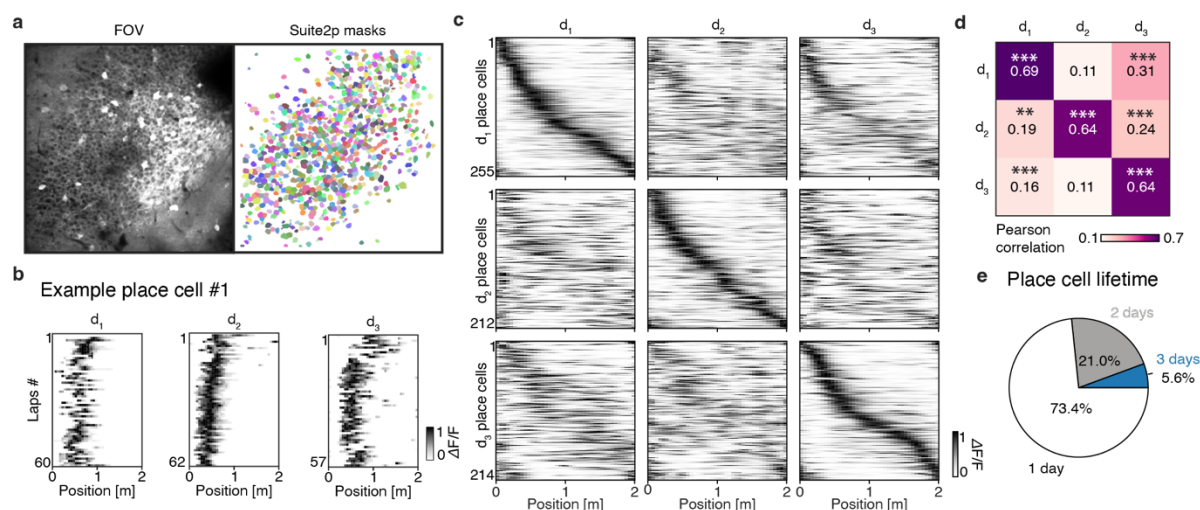 a
FOV
Suite2p masks
b
Example place cell #1
d1
d2
d3
Laps #
1
60
1
62
1
57
0 1 2
0 1 2
0 1 2
Position [m]
Position [m]
Position [m]
1
0
ΔF/F
c
d1
d2
d3
d1 place cells
1
255
d2 place cells
1
212
d3 place cells
1
214
0 1 2
0 1 2
0 1 2
Position [m]
Position [m]
Position [m]
1
0
ΔF/F
d
d1 d2 d3
d1
*** ***
0.69 0.11 0.31
d2
** *** ***
0.19 0.64 0.24
d3
*** ***
0.16 0.11 0.64
Pearson
correlation
0.1 0.7
e
Place cell lifetime
2 days
21.0%
3 days
5.6%
73.4%
1 day